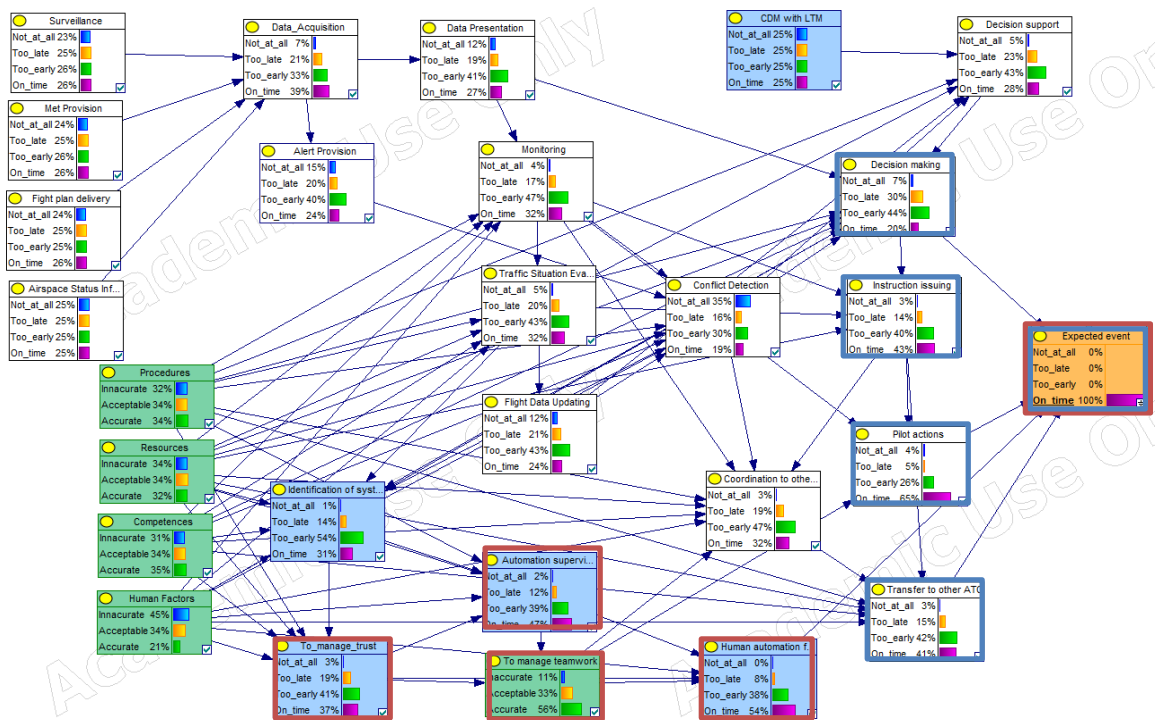 Surveillance
Not_at_all 23%
Too_late 25%
Too_early 26%
On_time 26%
Data_Acquisition
Not_at_all 7%
Too_late 21%
Too_early 33%
On_time 39%
Data Presentation
Not_at_all 12%
Too_late 19%
Too_early 41%
On_time 27%
CDM with LTM
Not_at_all 25%
Too_late 25%
Too_early 25%
On_time 25%
Decision support
Not_at_all 5%
Too_late 23%
Too_early 43%
On_time 28%
Met Provision
Not_at_all 24%
Too_late 25%
Too_early 26%
On_time 26%
Alert Provision
Not_at_all 15%
Too_late 20%
Too_early 40%
On_time 24%
Monitoring
Not_at_all 4%
Too_late 17%
Too_early 47%
On_time 32%
Decision making
Not_at_all 7%
Too_late 30%
Too_early 44%
On_time 20%
Fight plan delivery
Not_at_all 24%
Too_late 25%
Too_early 25%
On_time 26%
Airspace Status Inf...
Not_at_all 25%
Too_late 25%
Too_early 25%
On_time 25%
Traffic Situation Eva...
Not_at_all 5%
Too_late 20%
Too_early 43%
On_time 32%
Conflict Detection
Not_at_all 35%
Too_late 16%
Too_early 30%
On_time 19%
Instruction issuing
Not_at_all 3%
Too_late 14%
Too_early 40%
On_time 43%
Expected event
Not_at_all 0%
Too_late 0%
Too_early 0%
On_time 100%
Procedures
Innacurate 32%
Acceptable 34%
Accurate 34%
Flight Data Updating
Not_at_all 12%
Too_late 21%
Too_early 43%
On_time 24%
Pilot actions
Not_at_all 4%
Too_late 5%
Too_early 26%
On_time 65%
Resources
Innacurate 34%
Acceptable 34%
Accurate 32%
Identification of syst...
Not_at_all 1%
Too_late 14%
Too_early 54%
On_time 31%
Coordination to othe...
Not_at_all 3%
Too_late 19%
Too_early 47%
On_time 32%
Competences
Innacurate 31%
Acceptable 34%
Accurate 35%
Automation supervi...
Not_at_all 2%
Too_late 12%
Too_early 39%
On_time 47%
Transfer to other ATC
Not_at_all 3%
Too_late 15%
Too_early 42%
On_time 41%
Human Factors
Innacurate 45%
Acceptable 34%
Accurate 21%
To_manage_trust
Not_at_all 3%
Too_late 19%
Too_early 41%
On_time 37%
To manage teamwork
naccurate 11%
Acceptable 33%
Accurate 56%
Human automation f.
Not_at_all 0%
Too_late 8%
Too_early 38%
On_time 54%
Academic Use Only